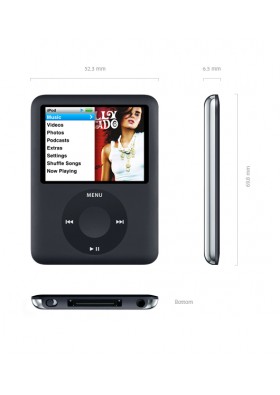 52.3 mm
6.5 mm
iPod
Music
Videos
Photos
Podcasts
Extras
Settings
Shuffle Songs
Now Playing
MENU
Bottom